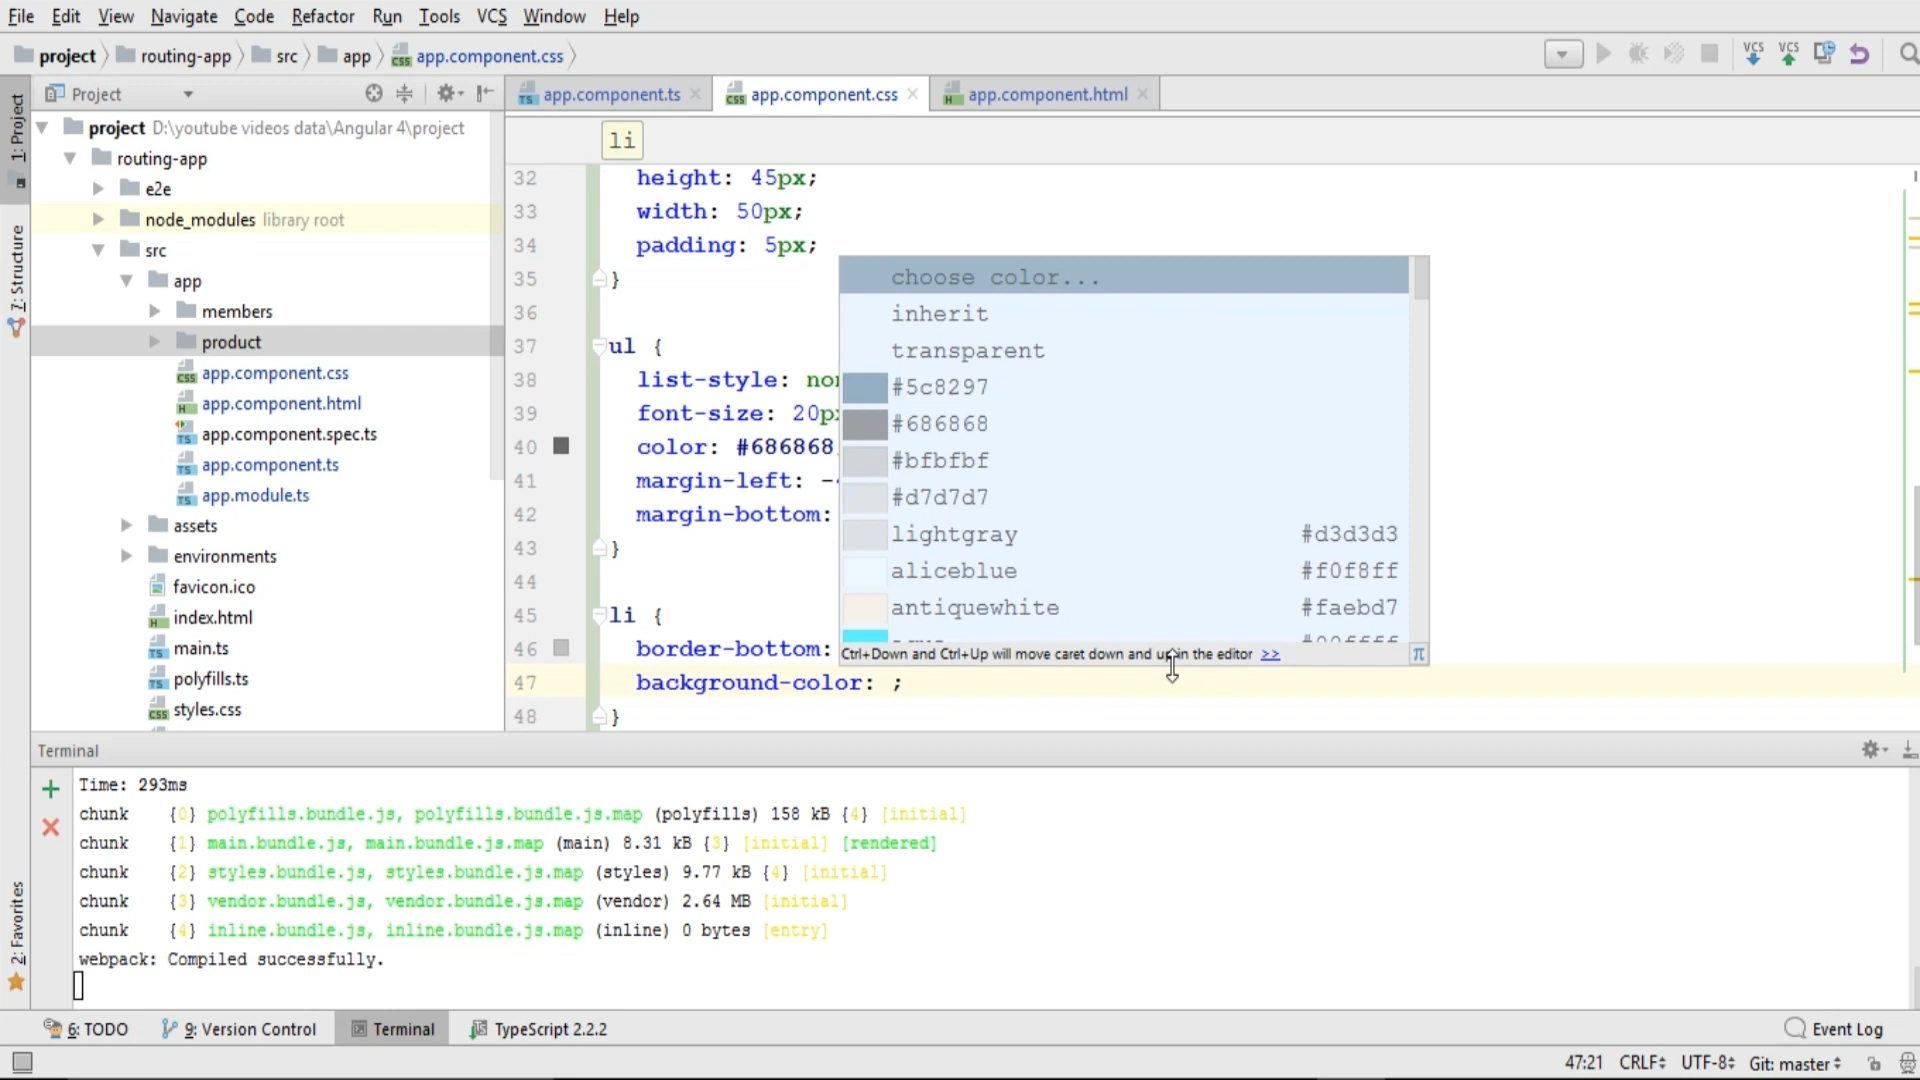 File Edit View Navigate Code Refactor Run Tools VCS Window Help
project routing-app src app app.component.css
VCS VCS
Project
app.component.ts
app.component.css
app.component.html
1: Project
7: Structure
2: Favorites
project D:\youtube videos data\Angular 4\project
routing-app
e2e
node_modules library root
src
app
members
product
app.component.css
app.component.html
app.component.spec.ts
app.component.ts
app.module.ts
assets
environments
favicon.ico
index.html
main.ts
polyfills.ts
styles.css
li
32 height: 45px;
33 width: 50px;
34 padding: 5px;
35 }
36
37 ul {
38 list-style:
39 font-size: 20px
40 color: #686868
41 margin-left: -
42 margin-bottom:
43 }
44
45 li {
46 border-bottom:
47 background-color: ;
48 }
choose color...
inherit
transparent
#5c8297
#686868
#bfbfbf
#d7d7d7
lightgray #d3d3d3
aliceblue #f0f8ff
antiquewhite #faebd7
Ctrl+Down and Ctrl+Up will move caret down and up in the editor >>
π
Terminal
Time: 293ms
chunk {0} polyfills.bundle.js, polyfills.bundle.js.map (polyfills) 158 kB {4} [initial]
chunk {1} main.bundle.js, main.bundle.js.map (main) 8.31 kB {3} [initial] [rendered]
chunk {2} styles.bundle.js, styles.bundle.js.map (styles) 9.77 kB {4} [initial]
chunk {3} vendor.bundle.js, vendor.bundle.js.map (vendor) 2.64 MB [initial]
chunk {4} inline.bundle.js, inline.bundle.js.map (inline) 0 bytes [entry]
webpack: Compiled successfully.
6: TODO 9: Version Control Terminal TypeScript 2.2.2 Event Log
47:21 CRLF UTF-8 Git: master